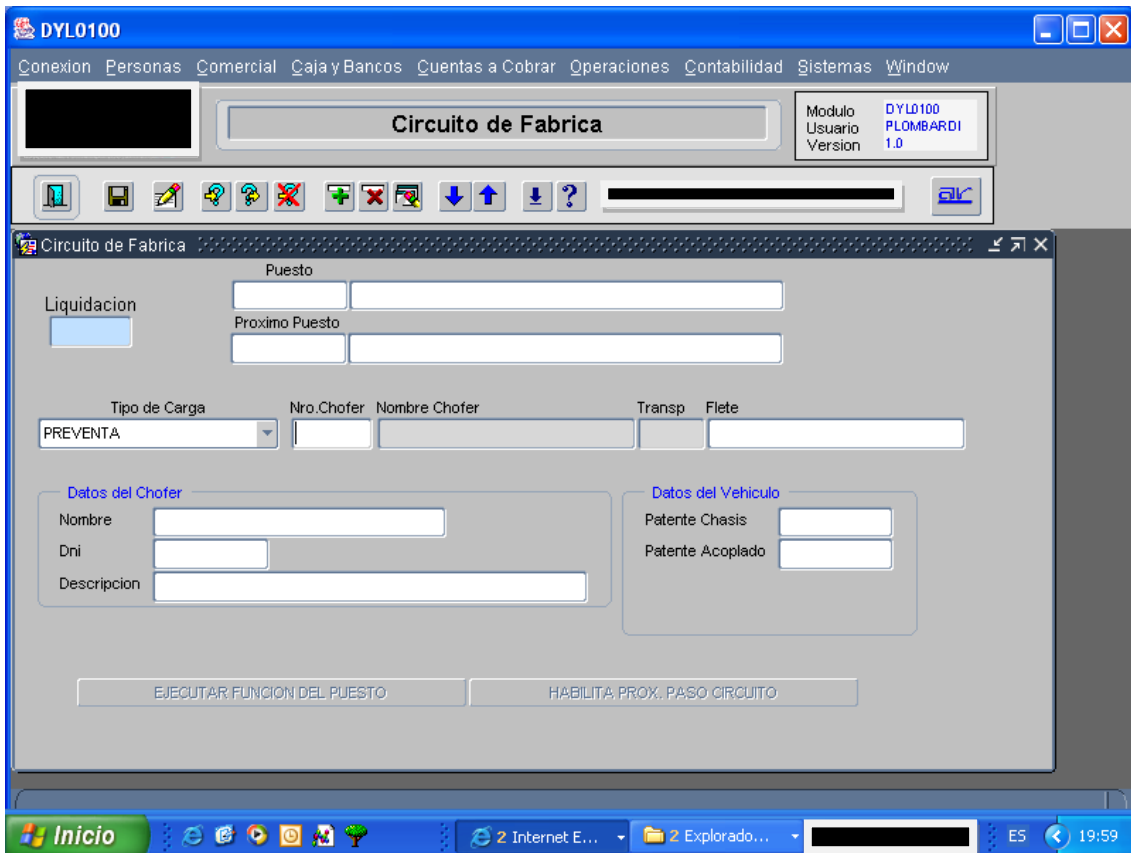 DYL0100
Conexion Personas Comercial Caja y Bancos Cuentas a Cobrar Operaciones Contabilidad Sistemas Window
Circuito de Fabrica
Modulo DYL0100
Usuario PLOMBARDI
Version 1.0
?
Circuito de Fabrica
Puesto
Liquidacion
Proximo Puesto
Tipo de Carga Nro.Chofer Nombre Chofer Transp Flete
PREVENTA
Datos del Chofer Datos del Vehiculo
Nombre Patente Chasis
Dni Patente Acoplado
Descripcion
EJECUTAR FUNCION DEL PUESTO HABILITA PROX. PASO CIRCUITO
Inicio 2 Internet E... 2 Explorado... ES 19:59